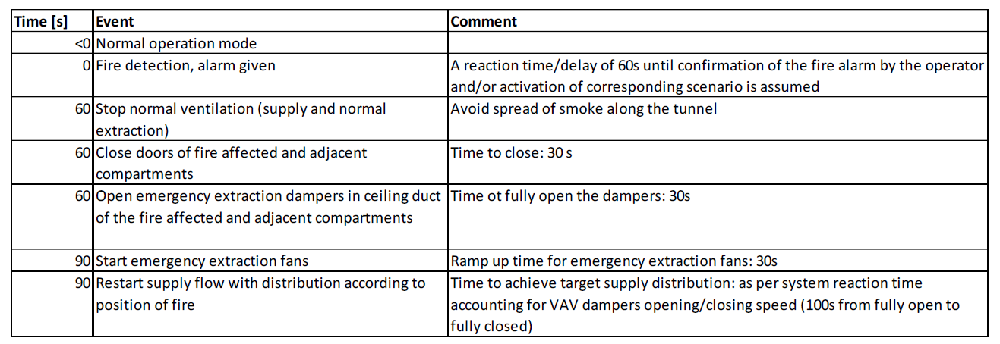 Time [s] Event Comment
<0 Normal operation mode
0 Fire detection, alarm given A reaction time/delay of 60s until confirmation of the fire alarm by the operator
and/or activation of corresponding scenario is assumed
60 Stop normal ventilation (supply and normal Avoid spread of smoke along the tunnel
extraction)
60 Close doors of fire affected and adjacent Time to close: 30 s
compartments
60 Open emergency extraction dampers in ceiling duct Time ot fully open the dampers: 30s
of the fire affected and adjacent compartments
90 Start emergency extraction fans Ramp up time for emergency extraction fans: 30s
90 Restart supply flow with distribution according to Time to achieve target supply distribution: as per system reaction time
position of fire accounting for VAV dampers opening/closing speed (100s from fully open to
fully closed)